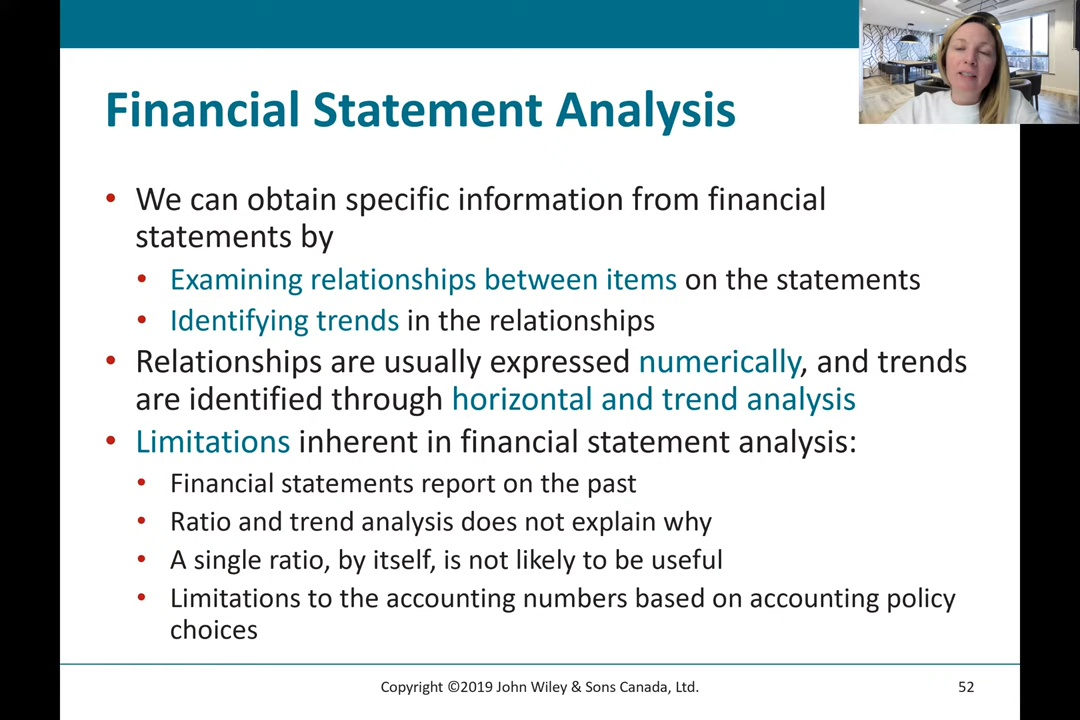 Financial Statement Analysis
• We can obtain specific information from financial
statements by
• Examining relationships between items on the statements
• Identifying trends in the relationships
• Relationships are usually expressed numerically, and trends
are identified through horizontal and trend analysis
• Limitations inherent in financial statement analysis:
• Financial statements report on the past
• Ratio and trend analysis does not explain why
• A single ratio, by itself, is not likely to be useful
• Limitations to the accounting numbers based on accounting policy
choices
Copyright ©2019 John Wiley & Sons Canada, Ltd.
52